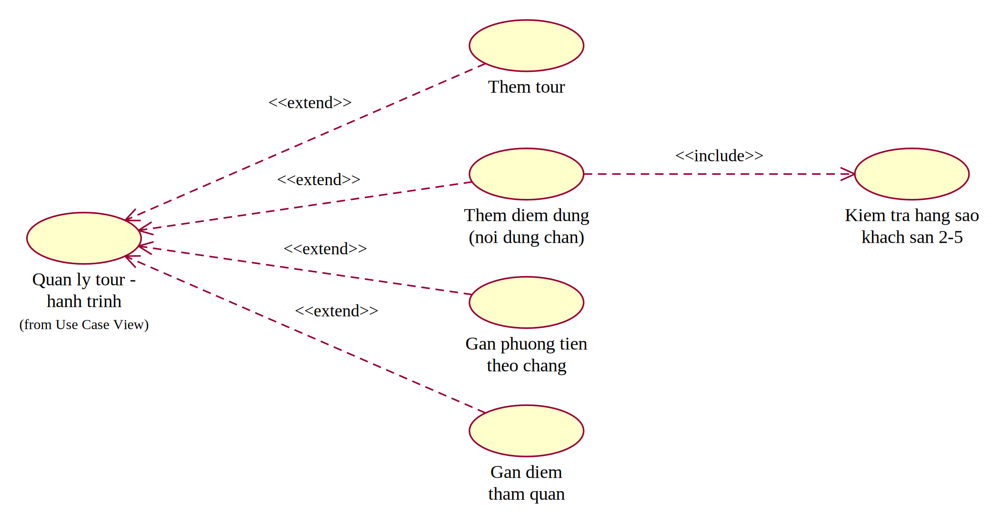 Them tour
<<extend>>
<<include>>
<<extend>>
Them diem dung
(noi dung chan)
Kiem tra hang sao
khach san 2-5
<<extend>>
Quan ly tour -
hanh trinh
(from Use Case View)
<<extend>>
Gan phuong tien
theo chang
Gan diem
tham quan